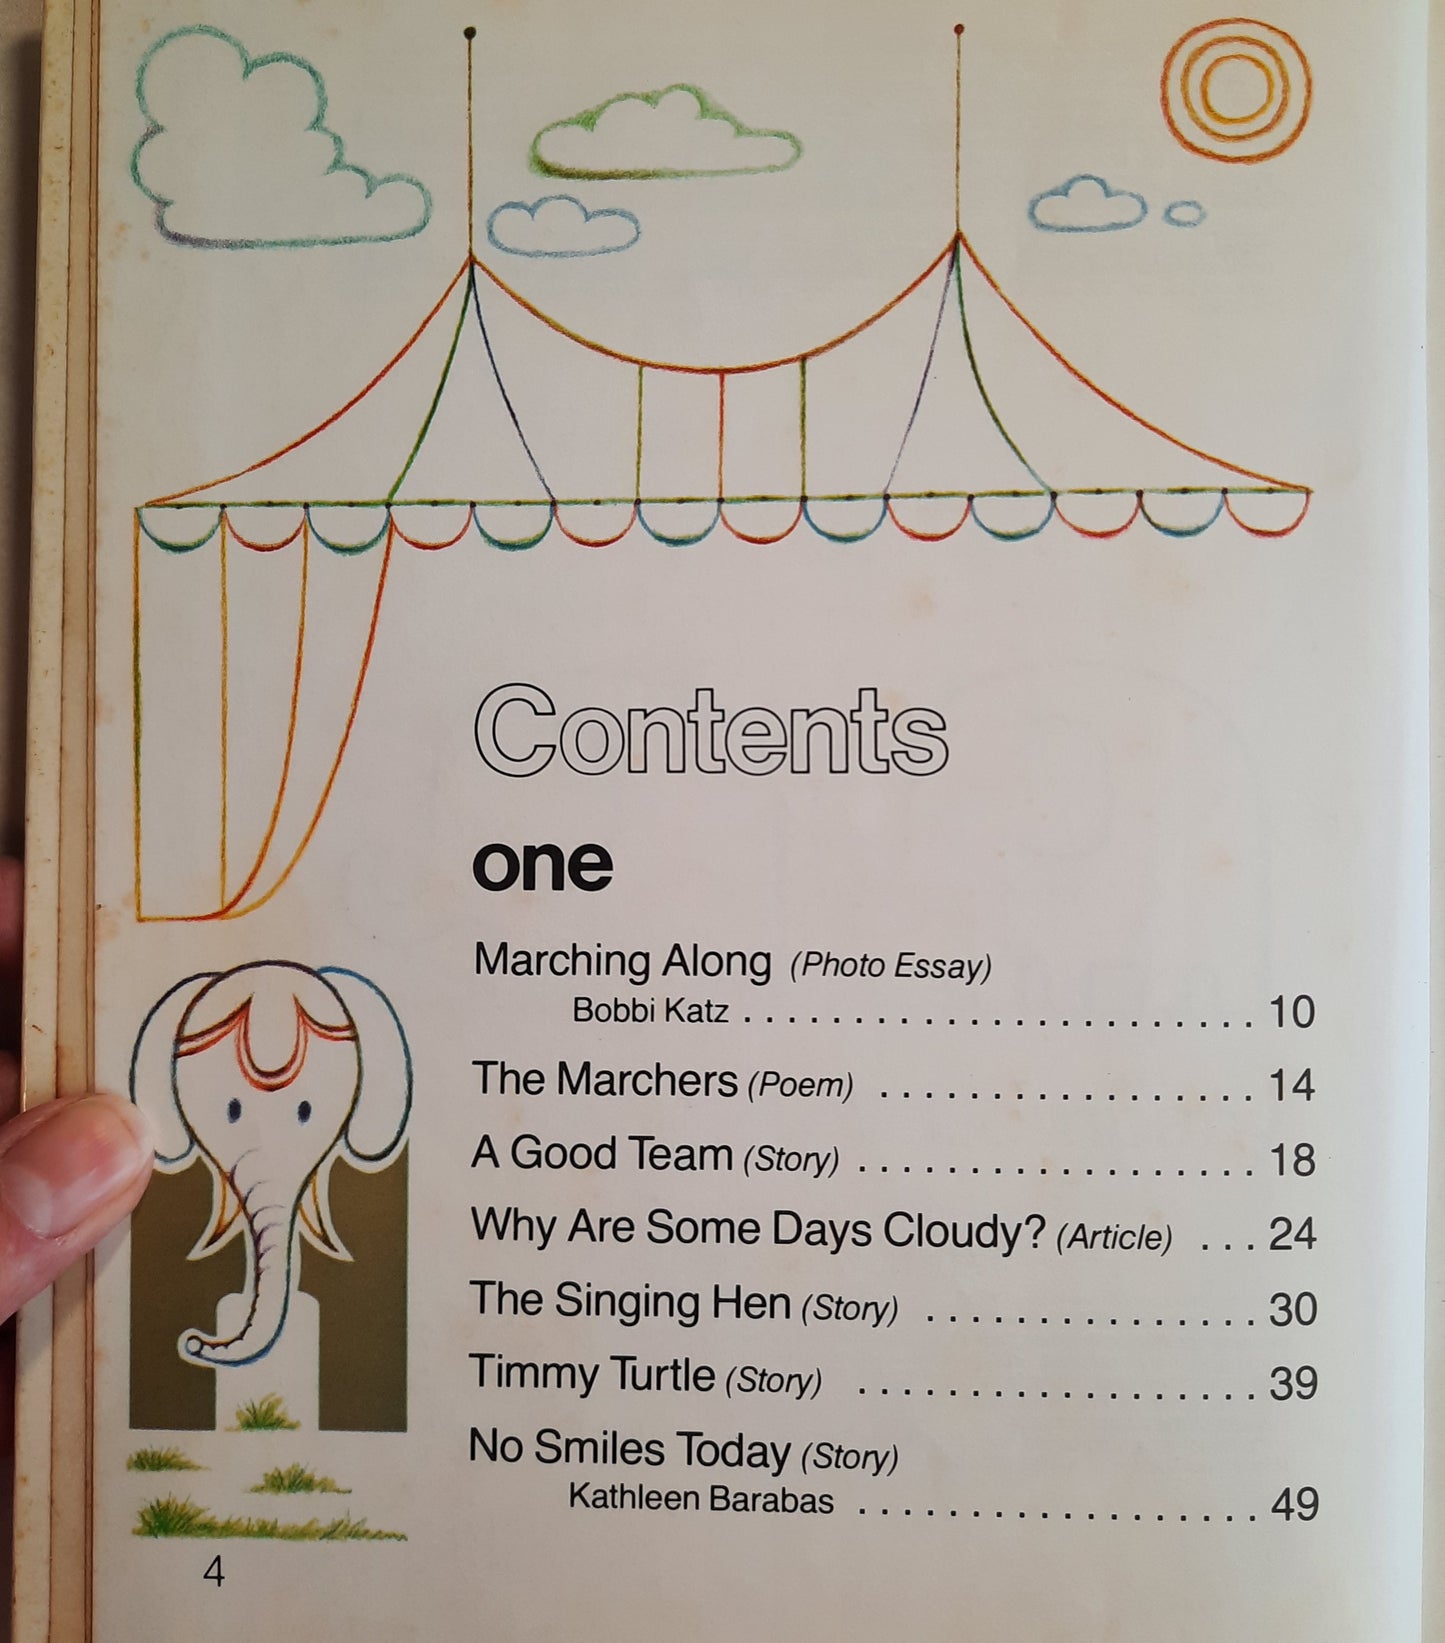 Contents
one
Marching Along (Photo Essay)
Bobbi Katz . . . . . . . . . . . . . . . . . . . . . . . . . . . . 10
The Marchers (Poem) . . . . . . . . . . . . . . . . . . 14
A Good Team (Story) . . . . . . . . . . . . . . . . . . . 18
Why Are Some Days Cloudy? (Article) . . . 24
The Singing Hen (Story) . . . . . . . . . . . . . . . 30
Timmy Turtle (Story) . . . . . . . . . . . . . . . . . . . 39
No Smiles Today (Story)
Kathleen Barabas . . . . . . . . . . . . . . . . . . . 49
4